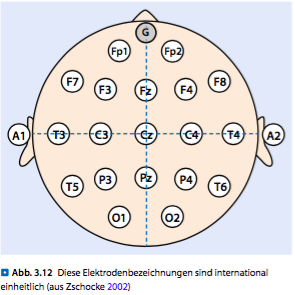 G
Fp1 Fp2
F7 F3 Fz F4 F8
A1 T3 C3 Cz C4 T4 A2
T5 P3 Pz P4 T6
O1 O2
Abb. 3.12 Diese Elektrodenbezeichnungen sind international
einheitlich (aus Zschocke 2002)